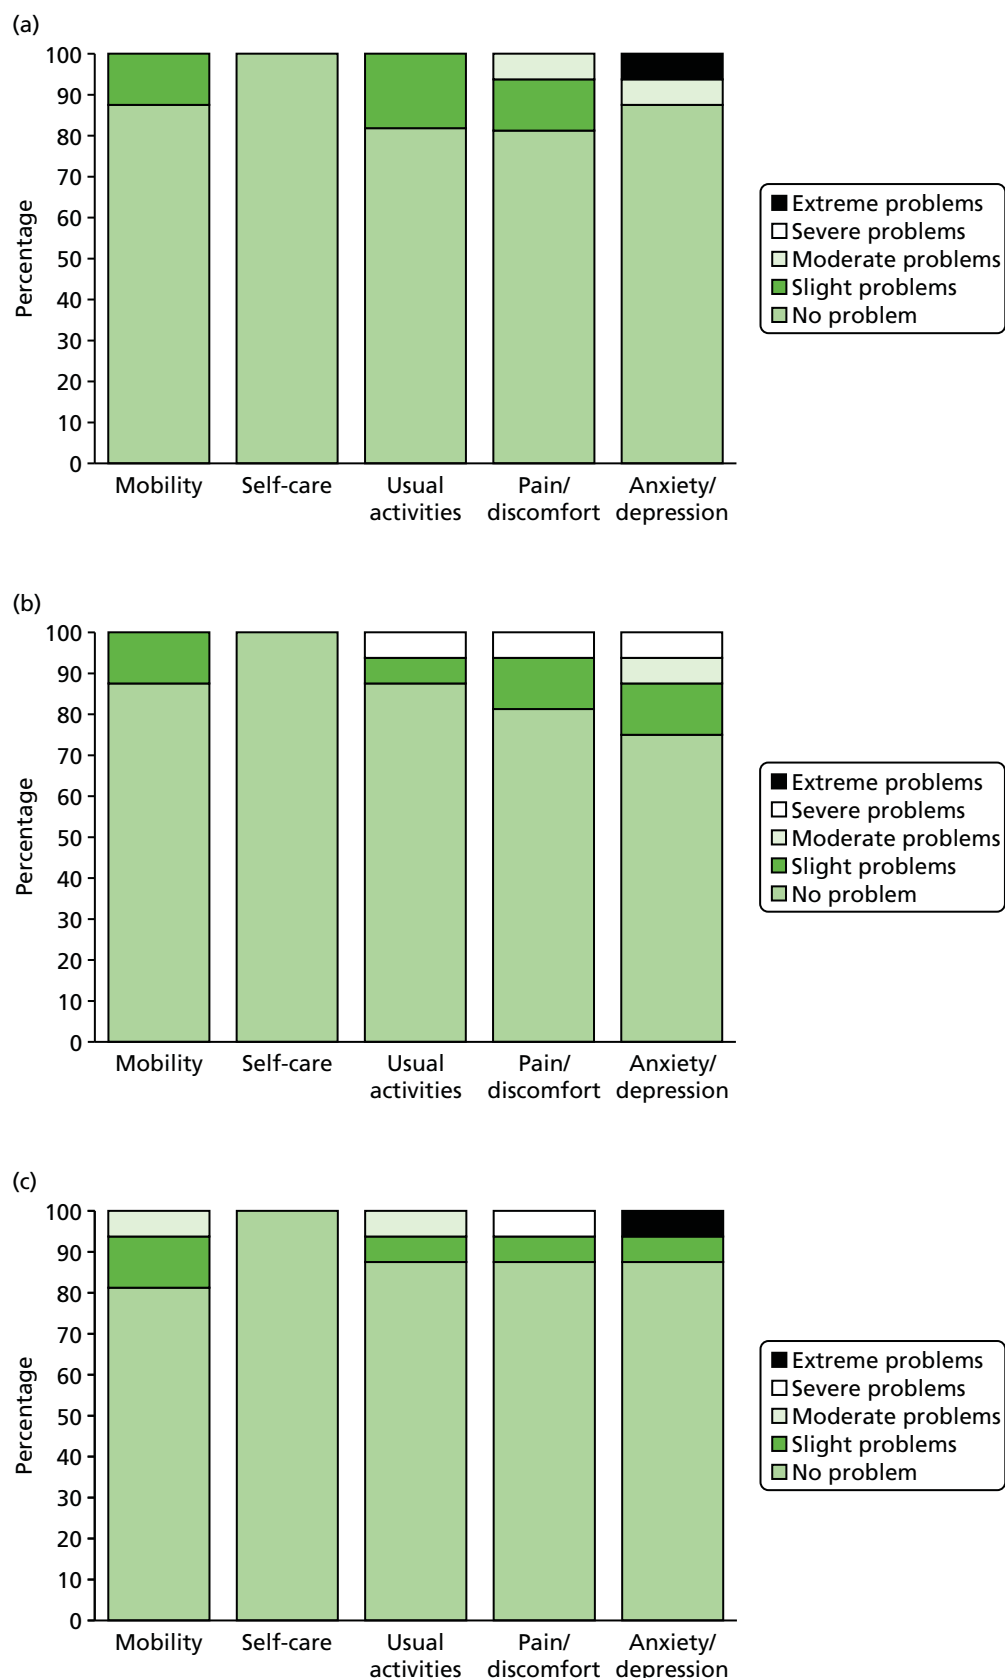 (a)
100
90
80
70
60
50
40
30
20
10
0
Percentage
Mobility
Self-care
Usual
activities
Pain/
discomfort
Anxiety/
depression
Extreme problems
Severe problems
Moderate problems
Slight problems
No problem
(b)
100
90
80
70
60
50
40
30
20
10
0
Percentage
Mobility
Self-care
Usual
activities
Pain/
discomfort
Anxiety/
depression
Extreme problems
Severe problems
Moderate problems
Slight problems
No problem
(c)
100
90
80
70
60
50
40
30
20
10
0
Percentage
Mobility
Self-care
Usual
activities
Pain/
discomfort
Anxiety/
depression
Extreme problems
Severe problems
Moderate problems
Slight problems
No problem